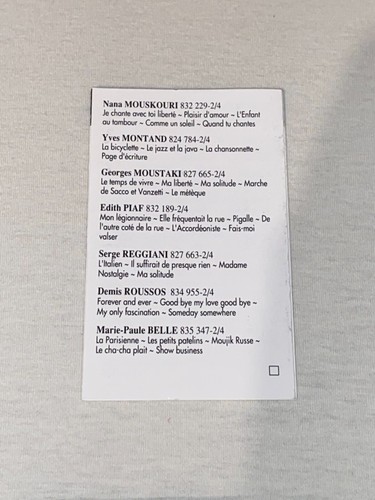 Nana MOUSKOURI 832 229-2/4
Je chante avec toi liberté ~ Plaisir d'amour ~ L'Enfant
au tambour ~ Comme un soleil ~ Quand tu chantes
Yves MONTAND 824 784-2/4
La bicyclette ~ Le jazz et la java ~ La chansonnette ~
Page d'écriture
Georges MOUSTAKI 827 665-2/4
Le temps de vivre ~ Ma liberté ~ Ma solitude ~ Marche
de Sacco et Vanzetti ~ Le métèque
Edith PIAF 832 189-2/4
Mon légionnaire ~ Elle fréquentait la rue ~ Pigalle ~ De
l'autre coté de la rue ~ L'Accordéoniste ~ Fais-moi
valser
Serge REGGIANI 827 663-2/4
L'Italien ~ Il suffirait de presque rien ~ Madame
Nostalgie ~ Ma solitude
Demis ROUSSOS 834 955-2/4
Forever and ever ~ Good bye my love good bye ~
My only fascination ~ Someday somewhere
Marie-Paule BELLE 835 347-2/4
La Parisienne ~ Les petits patelins ~ Moujik Russe ~
Le cha-cha plait ~ Show business